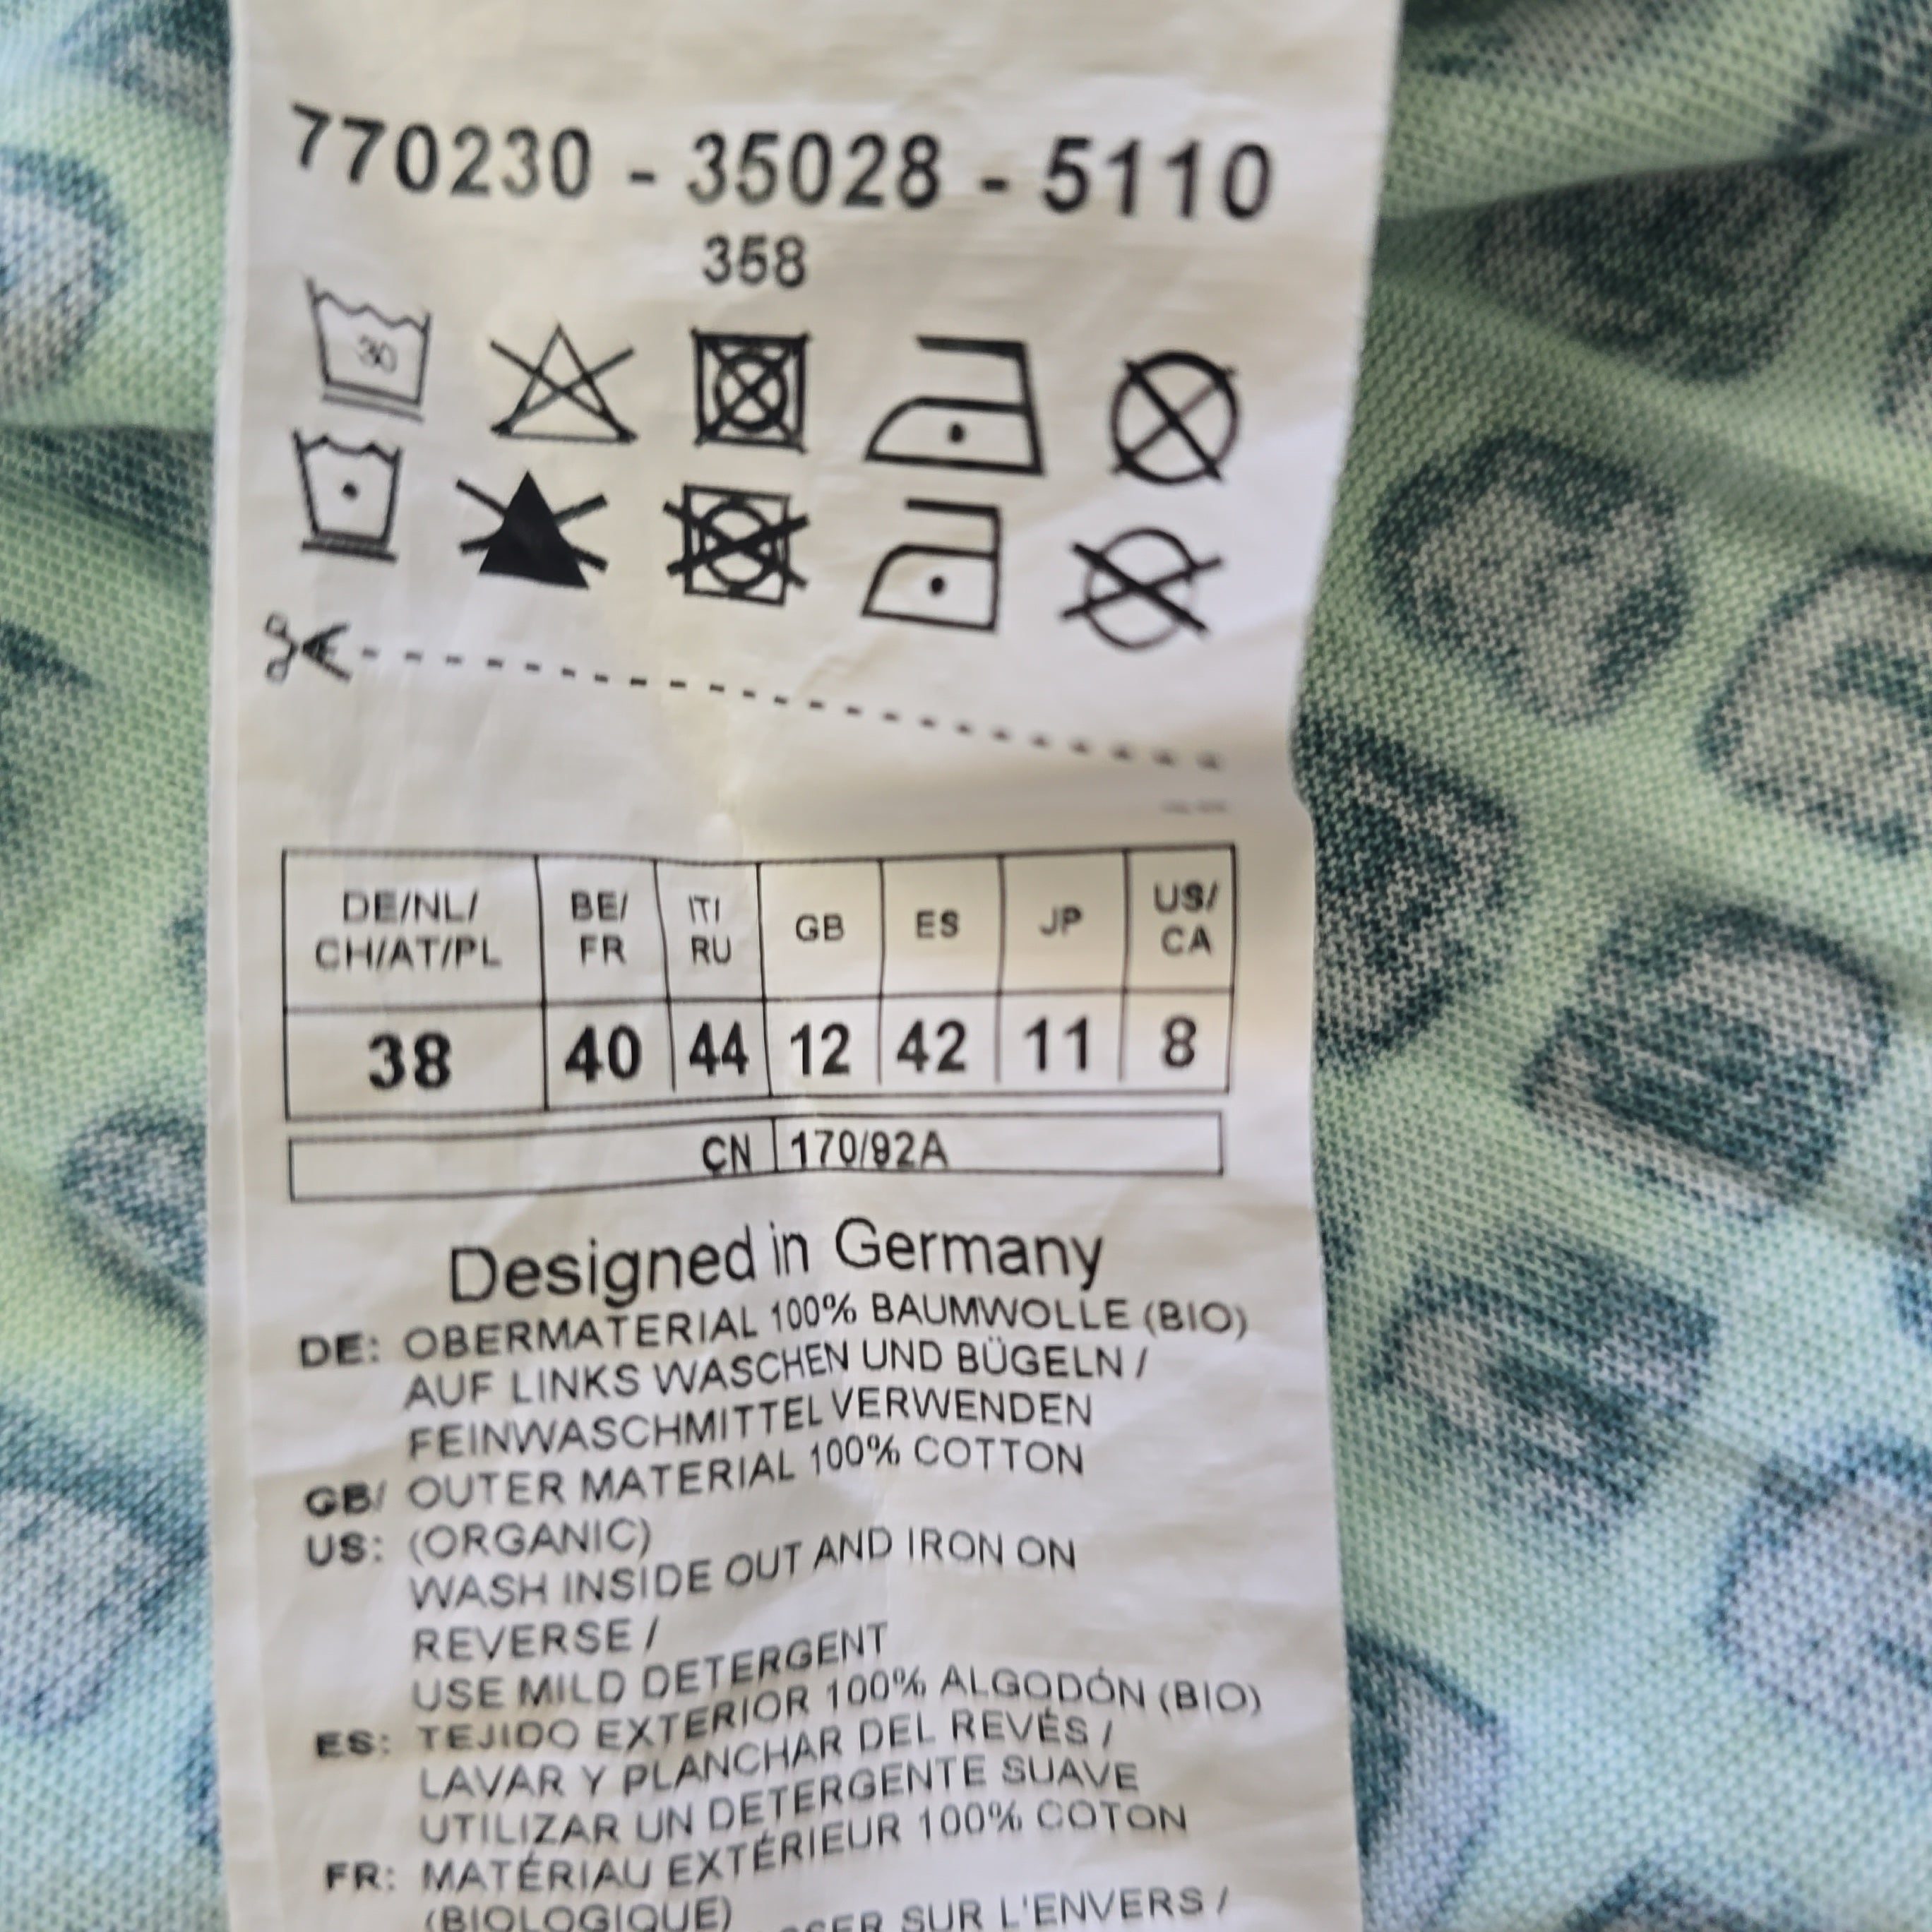 770230 - 35028 - 5110
358
30
DE/NL/ CH/AT/PL BE/ FR IT/ RU GB ES JP US/ CA
38 40 44 12 42 11 8
CN 170/92A
Designed in Germany
DE: OBERMATERIAL 100% BAUMWOLLE (BIO)
AUF LINKS WASCHEN UND BÜGELN /
FEINWASCHMITTEL VERWENDEN
GB/ OUTER MATERIAL 100% COTTON
US: (ORGANIC)
WASH INSIDE OUT AND IRON ON
REVERSE /
USE MILD DETERGENT
ES: TEJIDO EXTERIOR 100% ALGODÓN (BIO)
LAVAR Y PLANCHAR DEL REVÉS /
UTILIZAR UN DETERGENTE SUAVE
FR: MATÉRIAU EXTÉRIEUR 100% COTON
(BIOLOGIQUE)
SUR L'ENVERS /